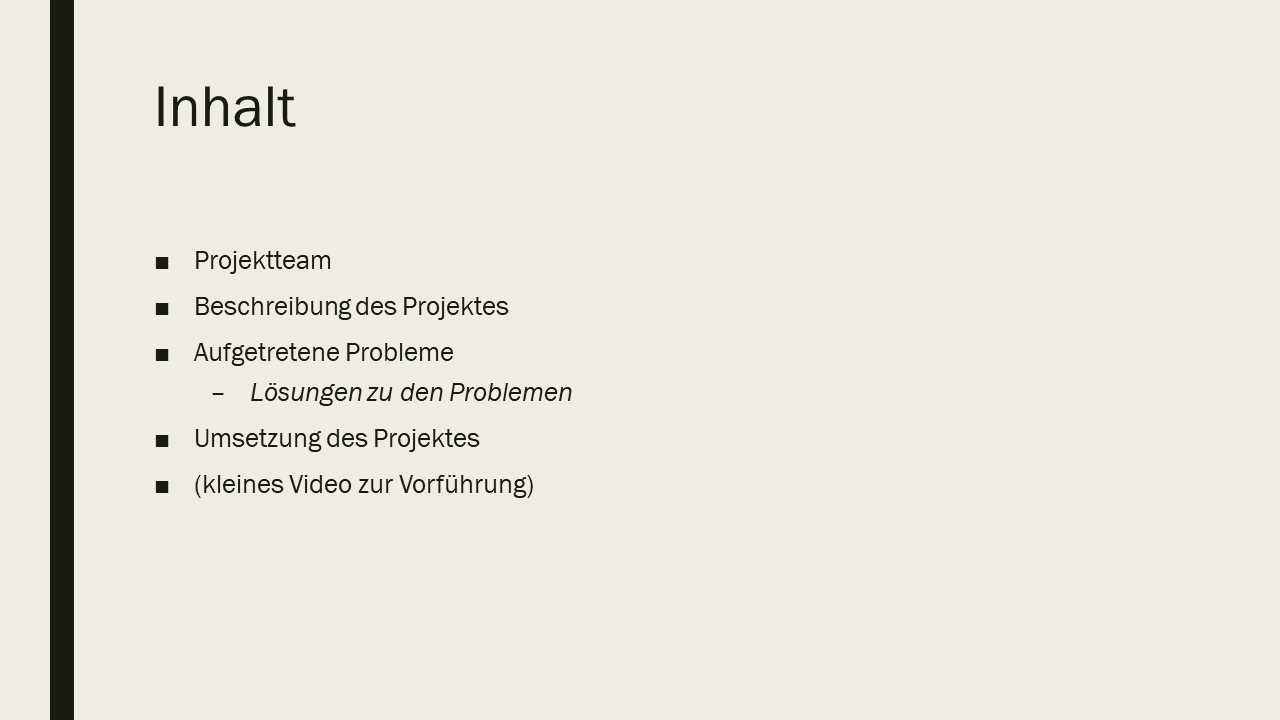 Inhalt
■ Projektteam
■ Beschreibung des Projektes
■ Aufgetretene Probleme
– Lösungen zu den Problemen
■ Umsetzung des Projektes
■ (kleines Video zur Vorführung)